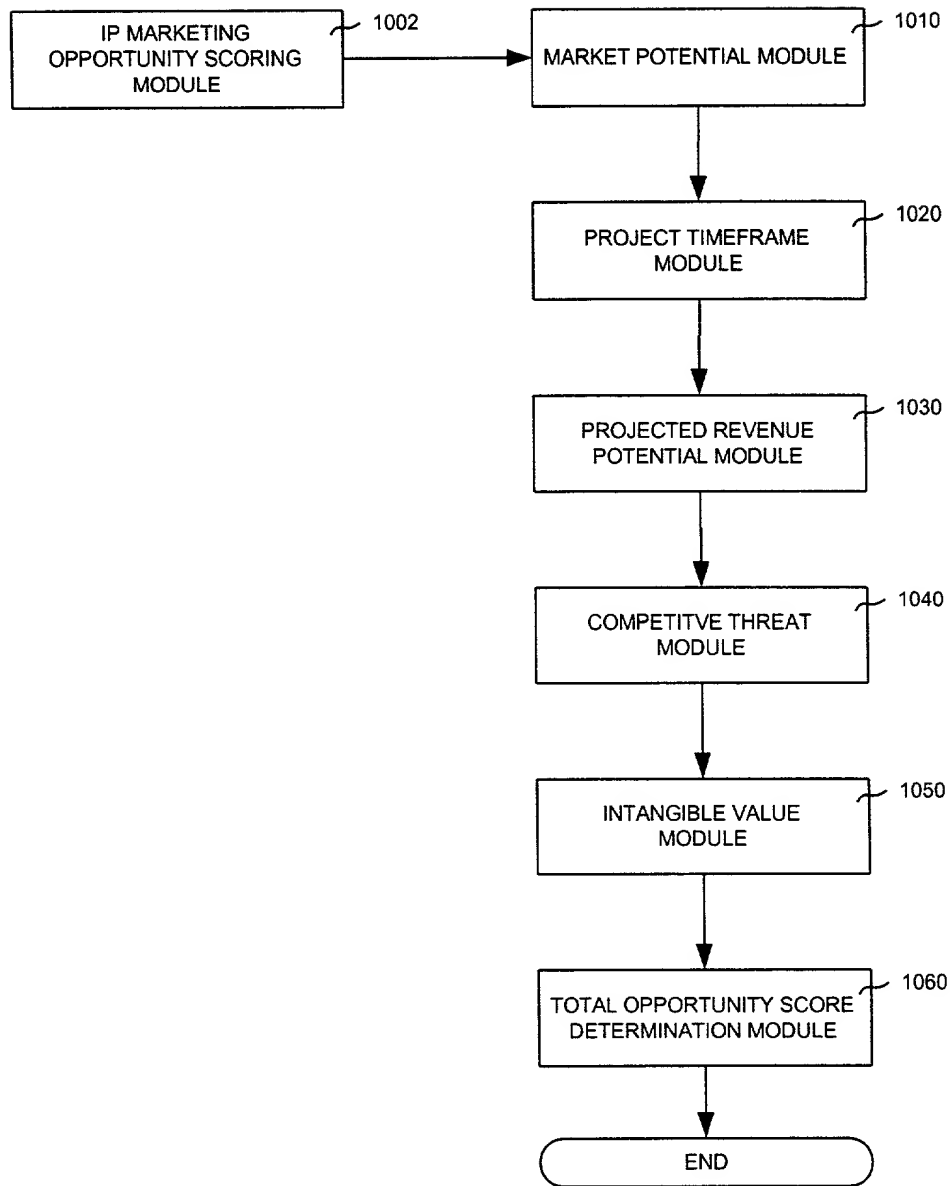 IP MARKETING
OPPORTUNITY SCORING
MODULE
1002
MARKET POTENTIAL MODULE
1010
PROJECT TIMEFRAME
MODULE
1020
PROJECTED REVENUE
POTENTIAL MODULE
1030
COMPETITVE THREAT
MODULE
1040
INTANGIBLE VALUE
MODULE
1050
TOTAL OPPORTUNITY SCORE
DETERMINATION MODULE
1060
END